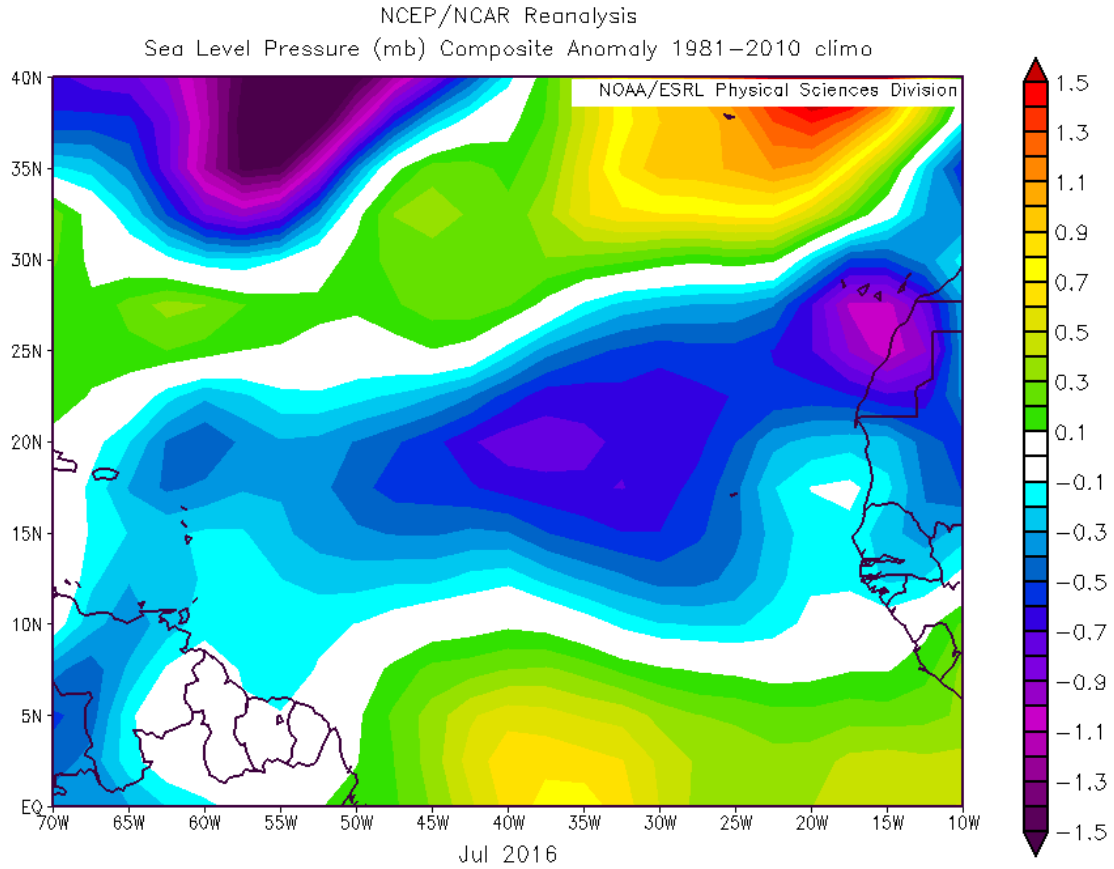 NCEP/NCAR Reanalysis
Sea Level Pressure (mb) Composite Anomaly 1981−2010 climo
NOAA/ESRL Physical Sciences Division
40N
35N
30N
25N
20N
15N
10N
5N
EQ
70W 65W 60W 55W 50W 45W 40W 35W 30W 25W 20W 15W 10W
Jul 2016
1.5
1.3
1.1
0.9
0.7
0.5
0.3
0.1
−0.1
−0.3
−0.5
−0.7
−0.9
−1.1
−1.3
−1.5